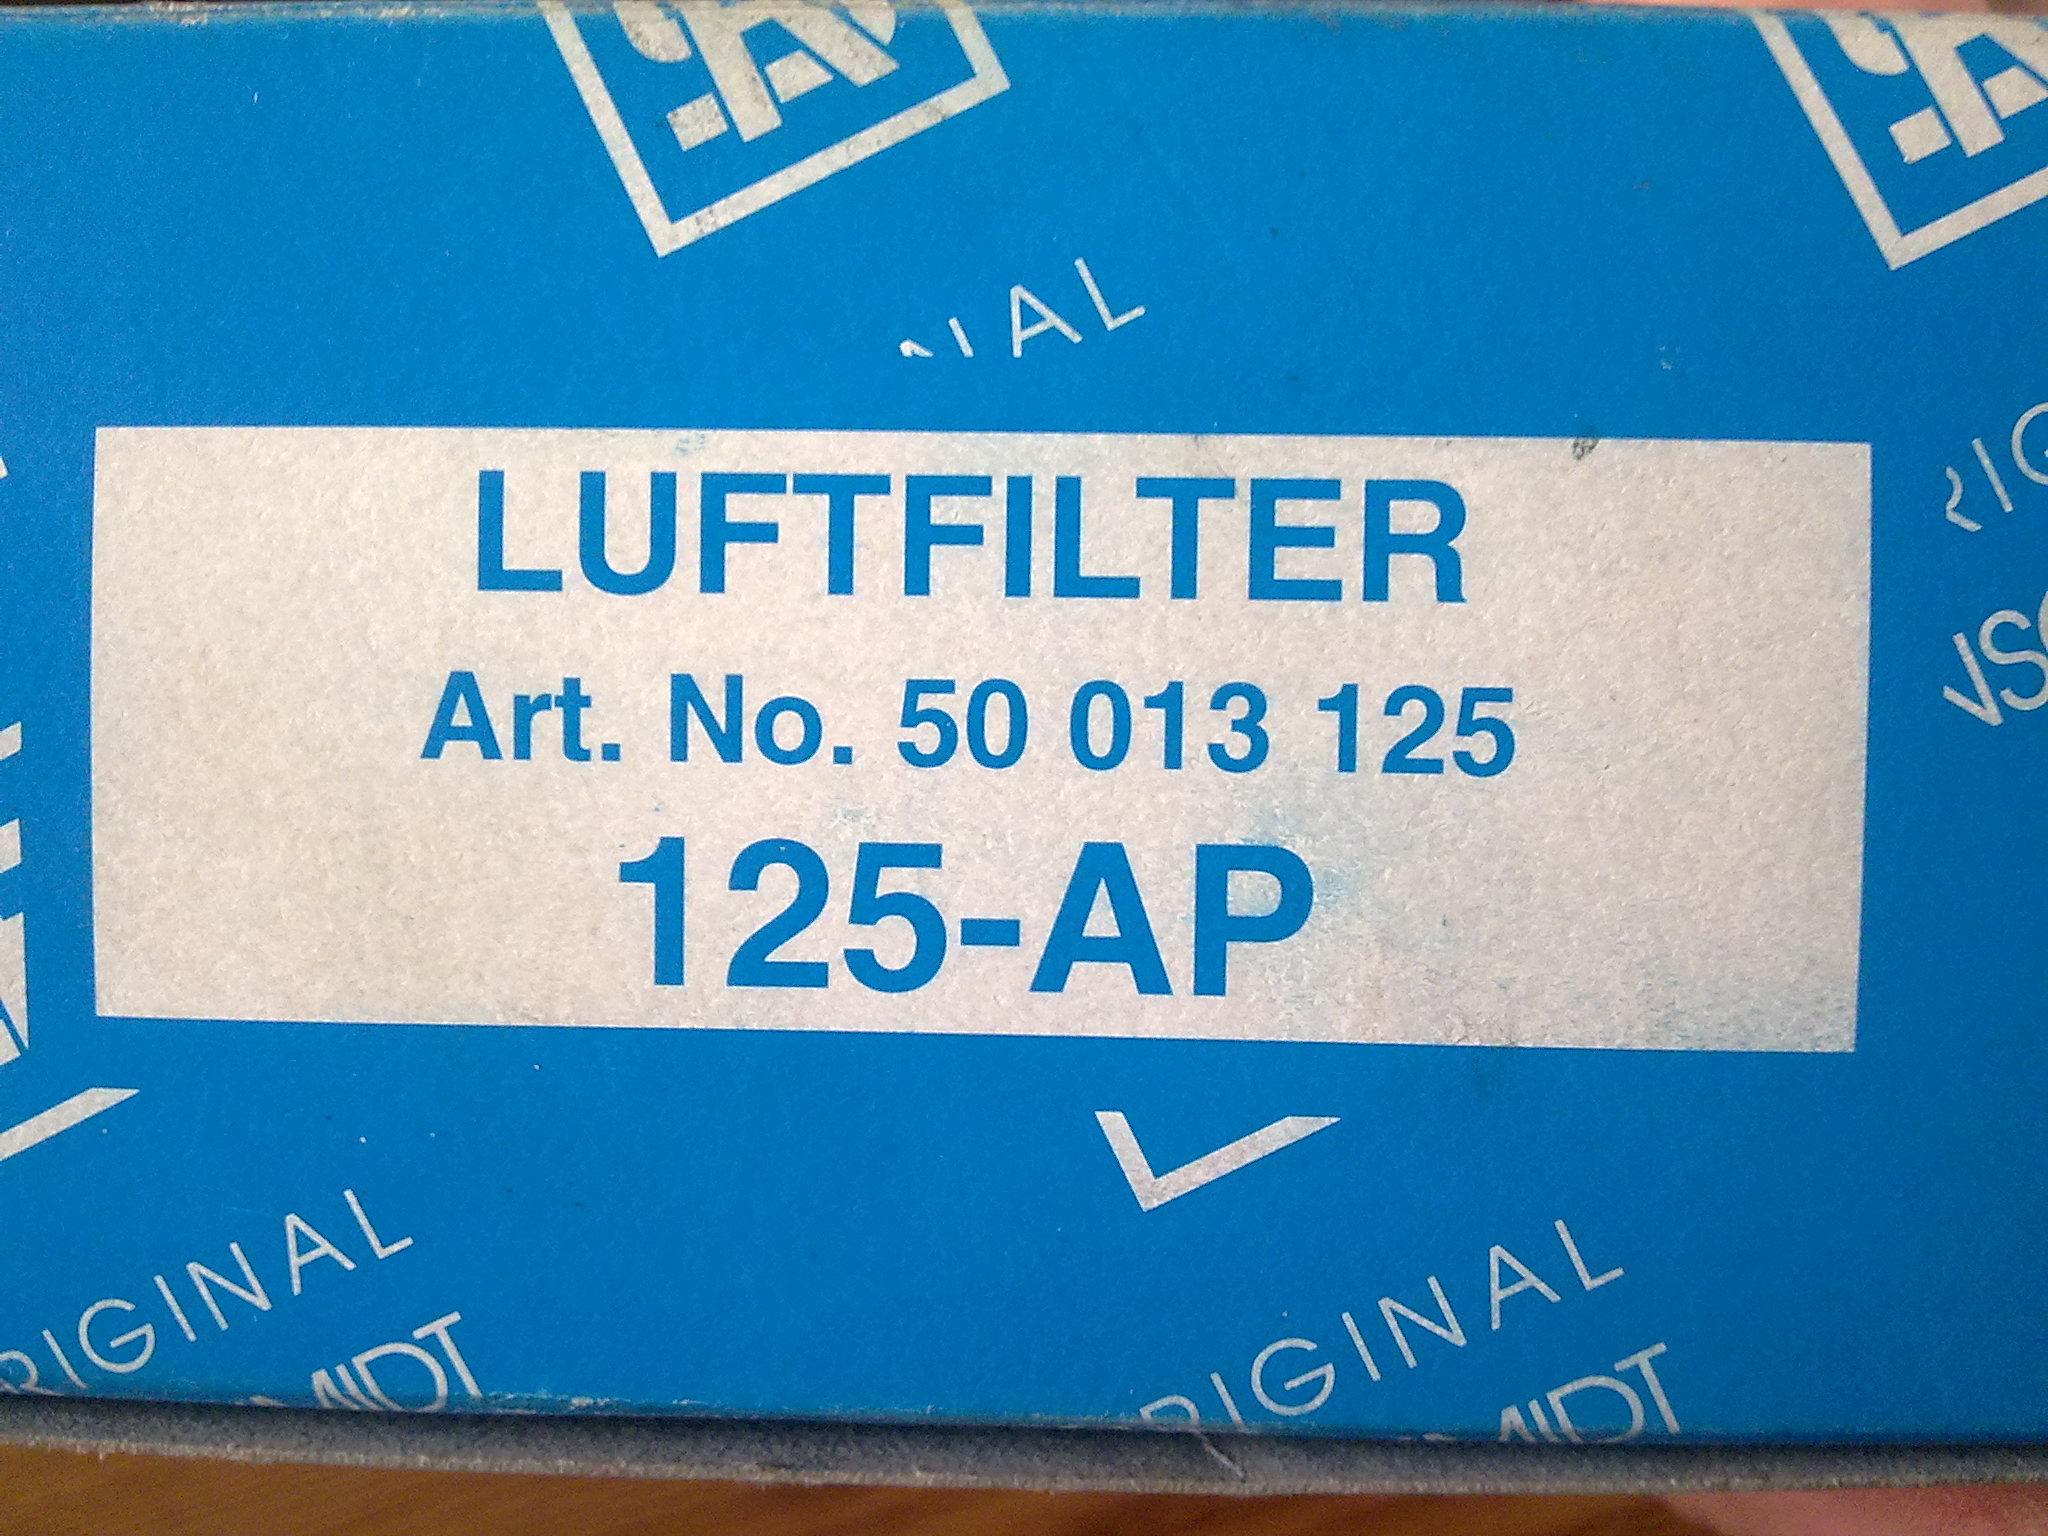 LUFTFILTER
Art. No. 50 013 125
125-AP
ORIGINAL
ORIGINAL